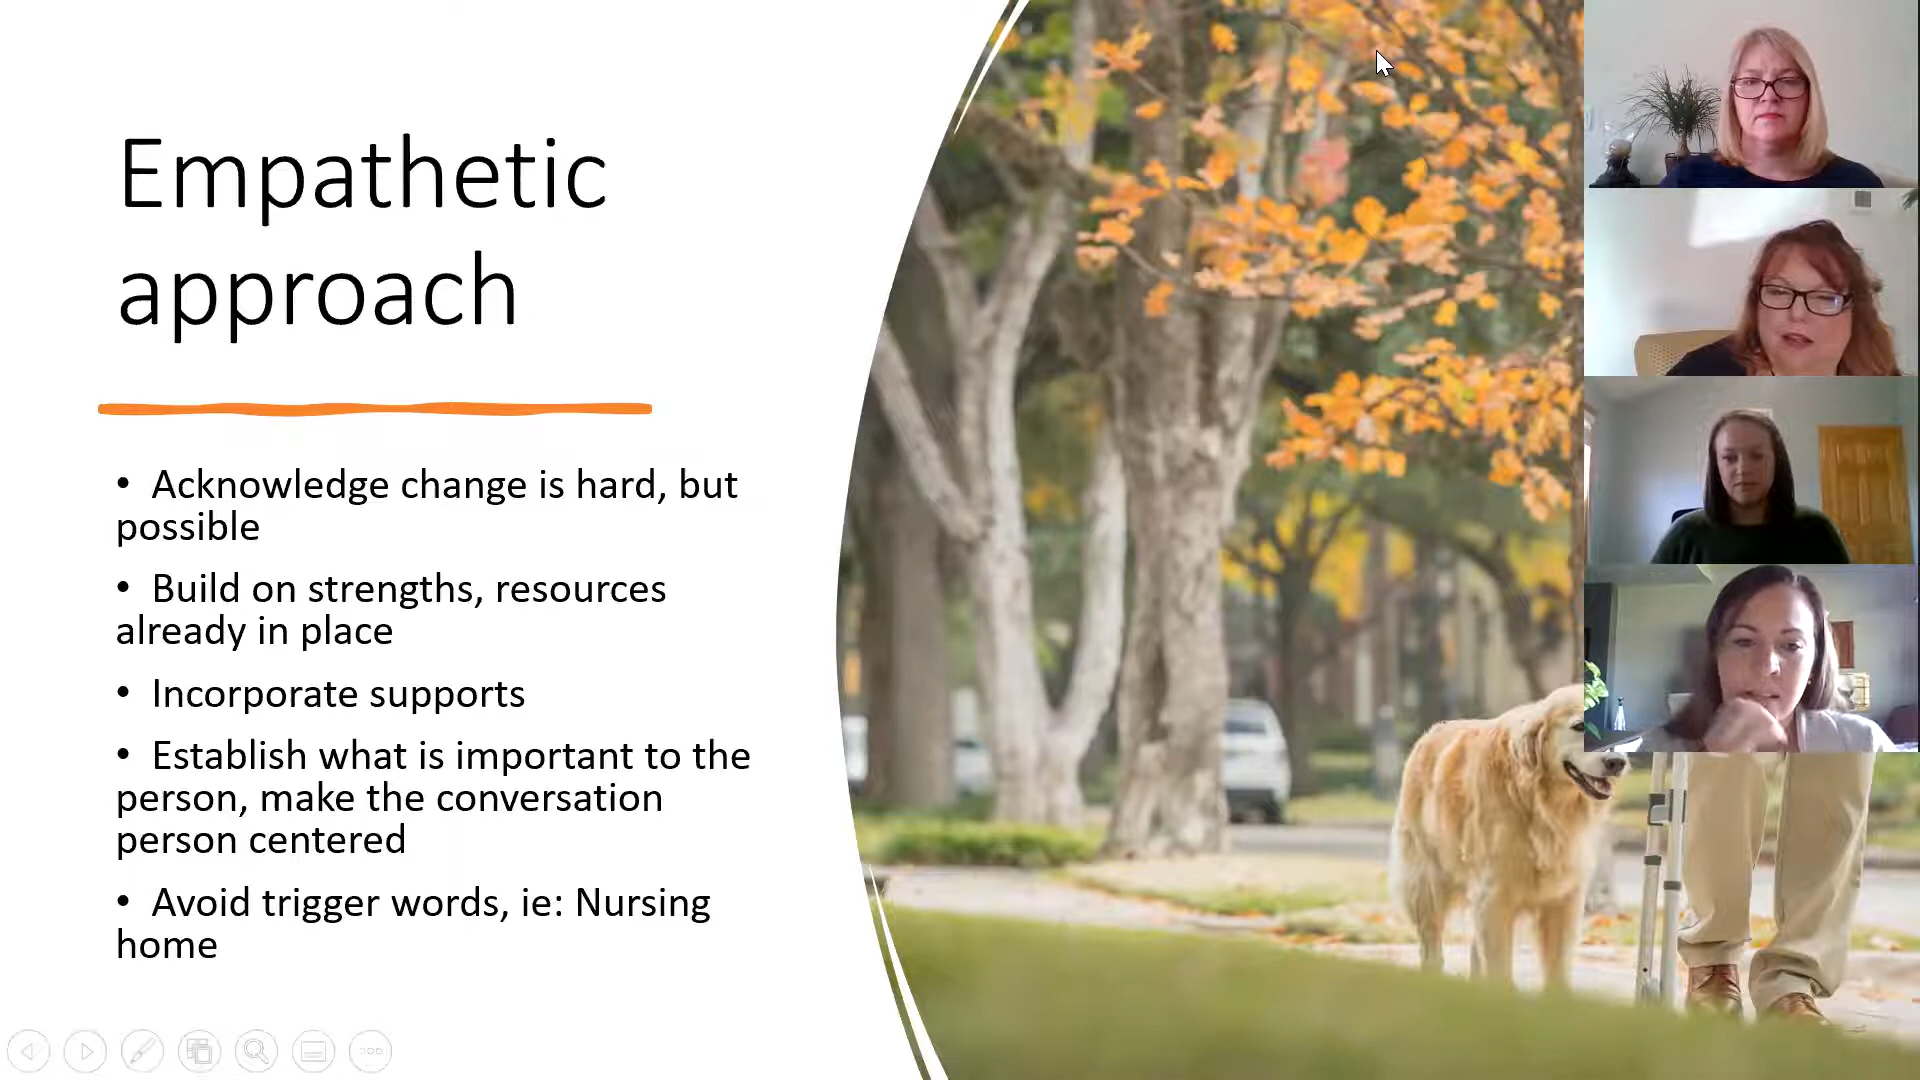 Empathetic
approach
• Acknowledge change is hard, but
possible
• Build on strengths, resources
already in place
• Incorporate supports
• Establish what is important to the
person, make the conversation
person centered
• Avoid trigger words, ie: Nursing
home